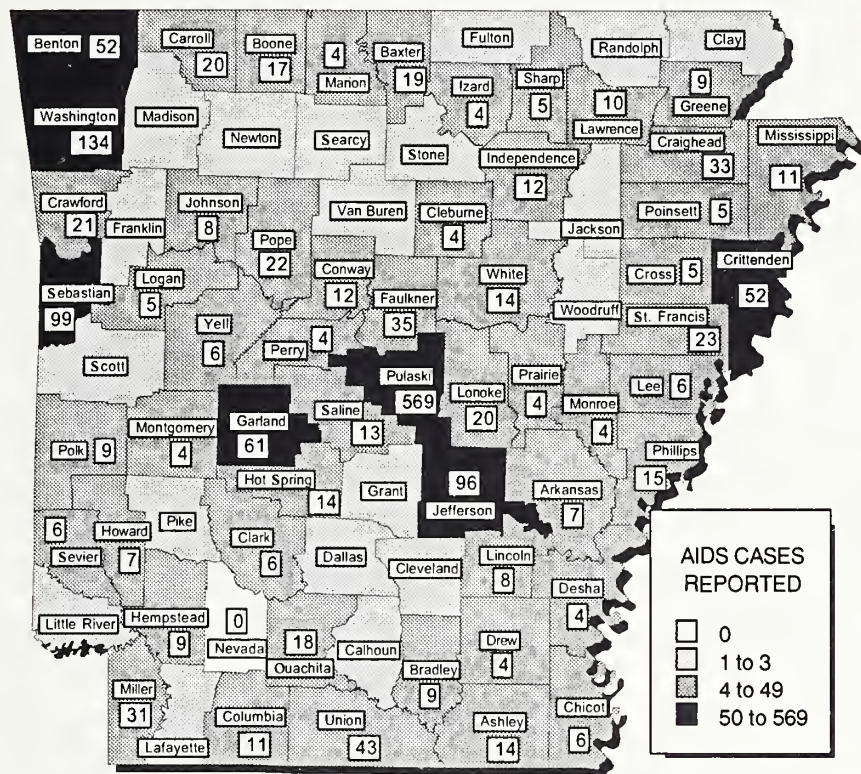 Benton 52
Carroll
20
Boone
17
4
Marion
Baxter
19
Fulton
Izard
4
Sharp
5
Randolph
Clay
10
Lawrence
9
Greene
Mississippi
11
Washington
134
Madison
Newton
Searcy
Stone
Independence
12
Craighead
33
Crawford
21
Franklin
Johnson
8
Pope
22
Van Buren
Cleburne
4
Jackson
Poinsett 5
Sebastian
99
Logan
5
Conway
12
Faulkner
35
White
14
Woodruff
Cross 5
Crittenden
52
St. Francis
23
Yell
6
Perry 4
Scott
Pulaski
569
Lonoke
20
Prairie
4
Monroe
4
Lee 6
Phillips
15
Polk 9
Montgomery
4
Garland
61
Saline
13
Hot Spring
14
Grant
96
Jefferson
Arkansas
7
6
Sevier
Howard
7
Pike
Clark
6
Dallas
Cleveland
Lincoln
8
Desha
4
Little River
Hempstead
9
0
Nevada
18
Ouachita
Calhoun
Bradley
9
Drew
4
Miller
31
Lafayette
Columbia
11
Union
43
Ashley
14
Chicot
6
AIDS CASES
REPORTED
0
1 to 3
4 to 49
50 to 569